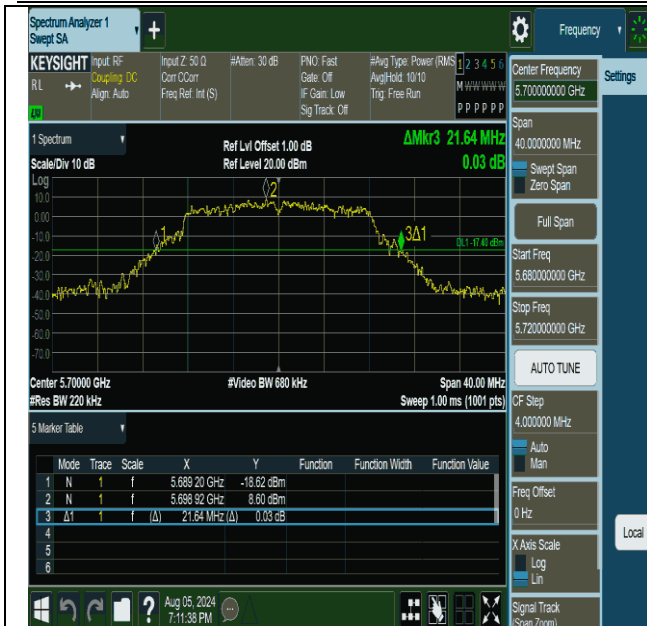 Spectrum Analyzer 1
Swept SA
+
Frequency
KEYSIGHT
RL
LXI
Input: RF
Coupling: DC
Align: Auto
Input Z: 50 Ω
Corr CCorr
Freq Ref: Int (S)
#Atten: 30 dB
PNO: Fast
Gate: Off
IF Gain: Low
Sig Track: Off
#Avg Type: Power (RMS
Avg|Hold: 10/10
Trig: Free Run
1 2 3 4 5 6
M W W W W W
P P P P P P
1 Spectrum
Scale/Div 10 dB
Log
Ref Lvl Offset 1.00 dB
Ref Level 20.00 dBm
ΔMkr3 21.64 MHz
0.03 dB
10.0
0.00
-10.0
-20.0
-30.0
-40.0
-50.0
-60.0
-70.0
1
2
3Δ1
DL1 -17.40 dBm
Center 5.70000 GHz
#Video BW 680 kHz
Span 40.00 MHz
#Res BW 220 kHz
Sweep 1.00 ms (1001 pts)
5 Marker Table
Mode Trace Scale X Y Function Function Width Function Value
1 N 1 f 5.689 20 GHz -18.62 dBm
2 N 1 f 5.698 92 GHz 8.60 dBm
3 Δ1 1 f (Δ) 21.64 MHz (Δ) 0.03 dB
4
5
6
?
Aug 05, 2024
7:11:38 PM
Center Frequency
5.700000000 GHz
Settings
Span
40.0000000 MHz
Swept Span
Zero Span
Full Span
Start Freq
5.680000000 GHz
Stop Freq
5.720000000 GHz
AUTO TUNE
CF Step
4.000000 MHz
Auto
Man
Freq Offset
0 Hz
X Axis Scale
Log
Lin
Local
Signal Track
(Span Zoom)